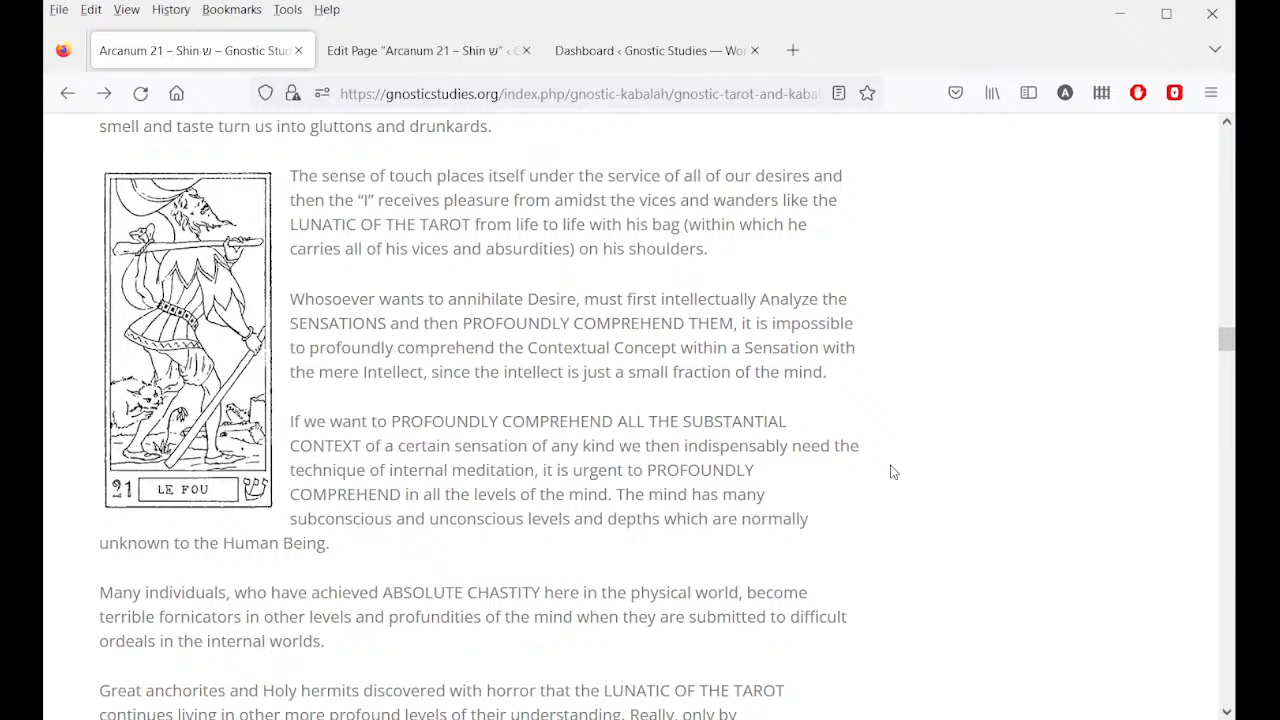 File Edit View History Bookmarks Tools Help
Arcanum 21 – Shin ש – Gnostic Stud
Edit Page “Arcanum 21 – Shin ש” ‹ G
Dashboard ‹ Gnostic Studies — Wor
https://gnosticstudies.org/index.php/gnostic-kabalah/gnostic-tarot-and-kabal
smell and taste turn us into gluttons and drunkards.
The sense of touch places itself under the service of all of our desires and
then the “I” receives pleasure from amidst the vices and wanders like the
LUNATIC OF THE TAROT from life to life with his bag (within which he
carries all of his vices and absurdities) on his shoulders.
Whosoever wants to annihilate Desire, must first intellectually Analyze the
SENSATIONS and then PROFOUNDLY COMPREHEND THEM, it is impossible
to profoundly comprehend the Contextual Concept within a Sensation with
the mere Intellect, since the intellect is just a small fraction of the mind.
If we want to PROFOUNDLY COMPREHEND ALL THE SUBSTANTIAL
CONTEXT of a certain sensation of any kind we then indispensably need the
technique of internal meditation, it is urgent to PROFOUNDLY
COMPREHEND in all the levels of the mind. The mind has many
subconscious and unconscious levels and depths which are normally
unknown to the Human Being.
21 LE FOU ש
Many individuals, who have achieved ABSOLUTE CHASTITY here in the physical world, become
terrible fornicators in other levels and profundities of the mind when they are submitted to difficult
ordeals in the internal worlds.
Great anchorites and Holy hermits discovered with horror that the LUNATIC OF THE TAROT
continues living in other more profound levels of their understanding. Really, only by